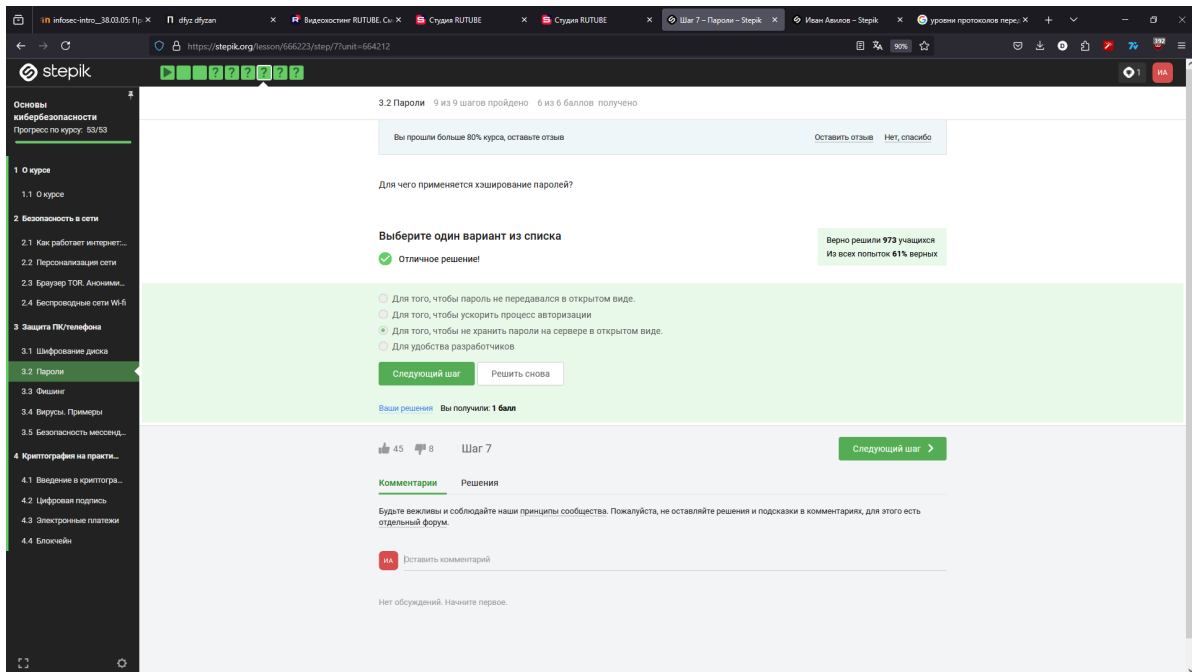 infosec-intro__38.03.05: Пр
dfyz dfyzan
Видеохостинг RUTUBE. См
Студия RUTUBE
Студия RUTUBE
Шаг 7 – Пароли – Stepik
Иван Авилов – Stepik
уровни протоколов перед
https://stepik.org/lesson/666223/step/7?unit=664212
90%
392
stepik
1
ИА
Основы
кибербезопасности
Прогресс по курсу: 53/53
1 О курсе
1.1 О курсе
2 Безопасность в сети
2.1 Как работает интернет:...
2.2 Персонализация сети
2.3 Браузер TOR. Аноними...
2.4 Беспроводные сети Wi-fi
3 Защита ПК/телефона
3.1 Шифрование диска
3.2 Пароли
3.3 Фишинг
3.4 Вирусы. Примеры
3.5 Безопасность мессенд...
4 Криптография на практи...
4.1 Введение в криптогра...
4.2 Цифровая подпись
4.3 Электронные платежи
4.4 Блокчейн
3.2 Пароли 9 из 9 шагов пройдено 6 из 6 баллов получено
Вы прошли больше 80% курса, оставьте отзыв Оставить отзыв Нет, спасибо
Для чего применяется хэширование паролей?
Выберите один вариант из списка
Отличное решение!
Верно решили 973 учащихся
Из всех попыток 61% верных
Для того, чтобы пароль не передавался в открытом виде.
Для того, чтобы ускорить процесс авторизации
Для того, чтобы не хранить пароли на сервере в открытом виде.
Для удобства разработчиков
Следующий шаг Решить снова
Ваши решения Вы получили: 1 балл
45 8 Шаг 7 Следующий шаг
Комментарии Решения
Будьте вежливы и соблюдайте наши принципы сообщества. Пожалуйста, не оставляйте решения и подсказки в комментариях, для этого есть
отдельный форум.
ИА Оставить комментарий
Нет обсуждений. Начните первое.